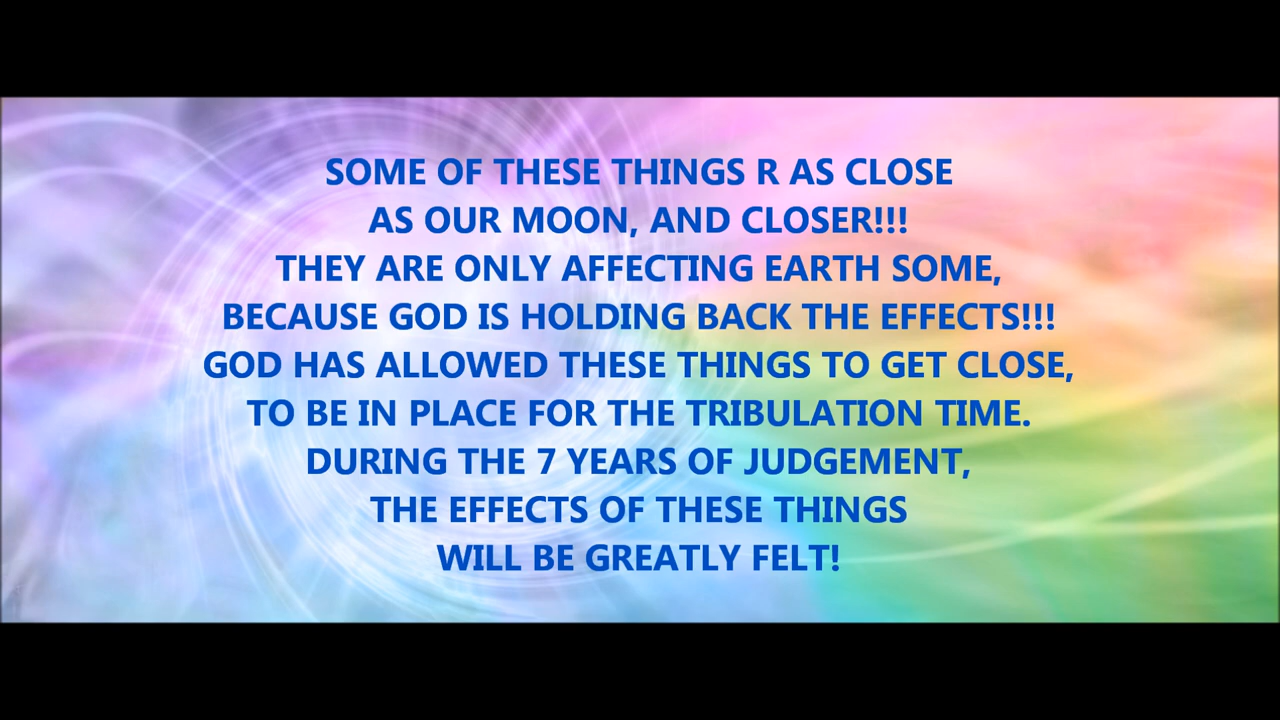 SOME OF THESE THINGS R AS CLOSE
AS OUR MOON, AND CLOSER!!!
THEY ARE ONLY AFFECTING EARTH SOME,
BECAUSE GOD IS HOLDING BACK THE EFFECTS!!!
GOD HAS ALLOWED THESE THINGS TO GET CLOSE,
TO BE IN PLACE FOR THE TRIBULATION TIME.
DURING THE 7 YEARS OF JUDGEMENT,
THE EFFECTS OF THESE THINGS
WILL BE GREATLY FELT!